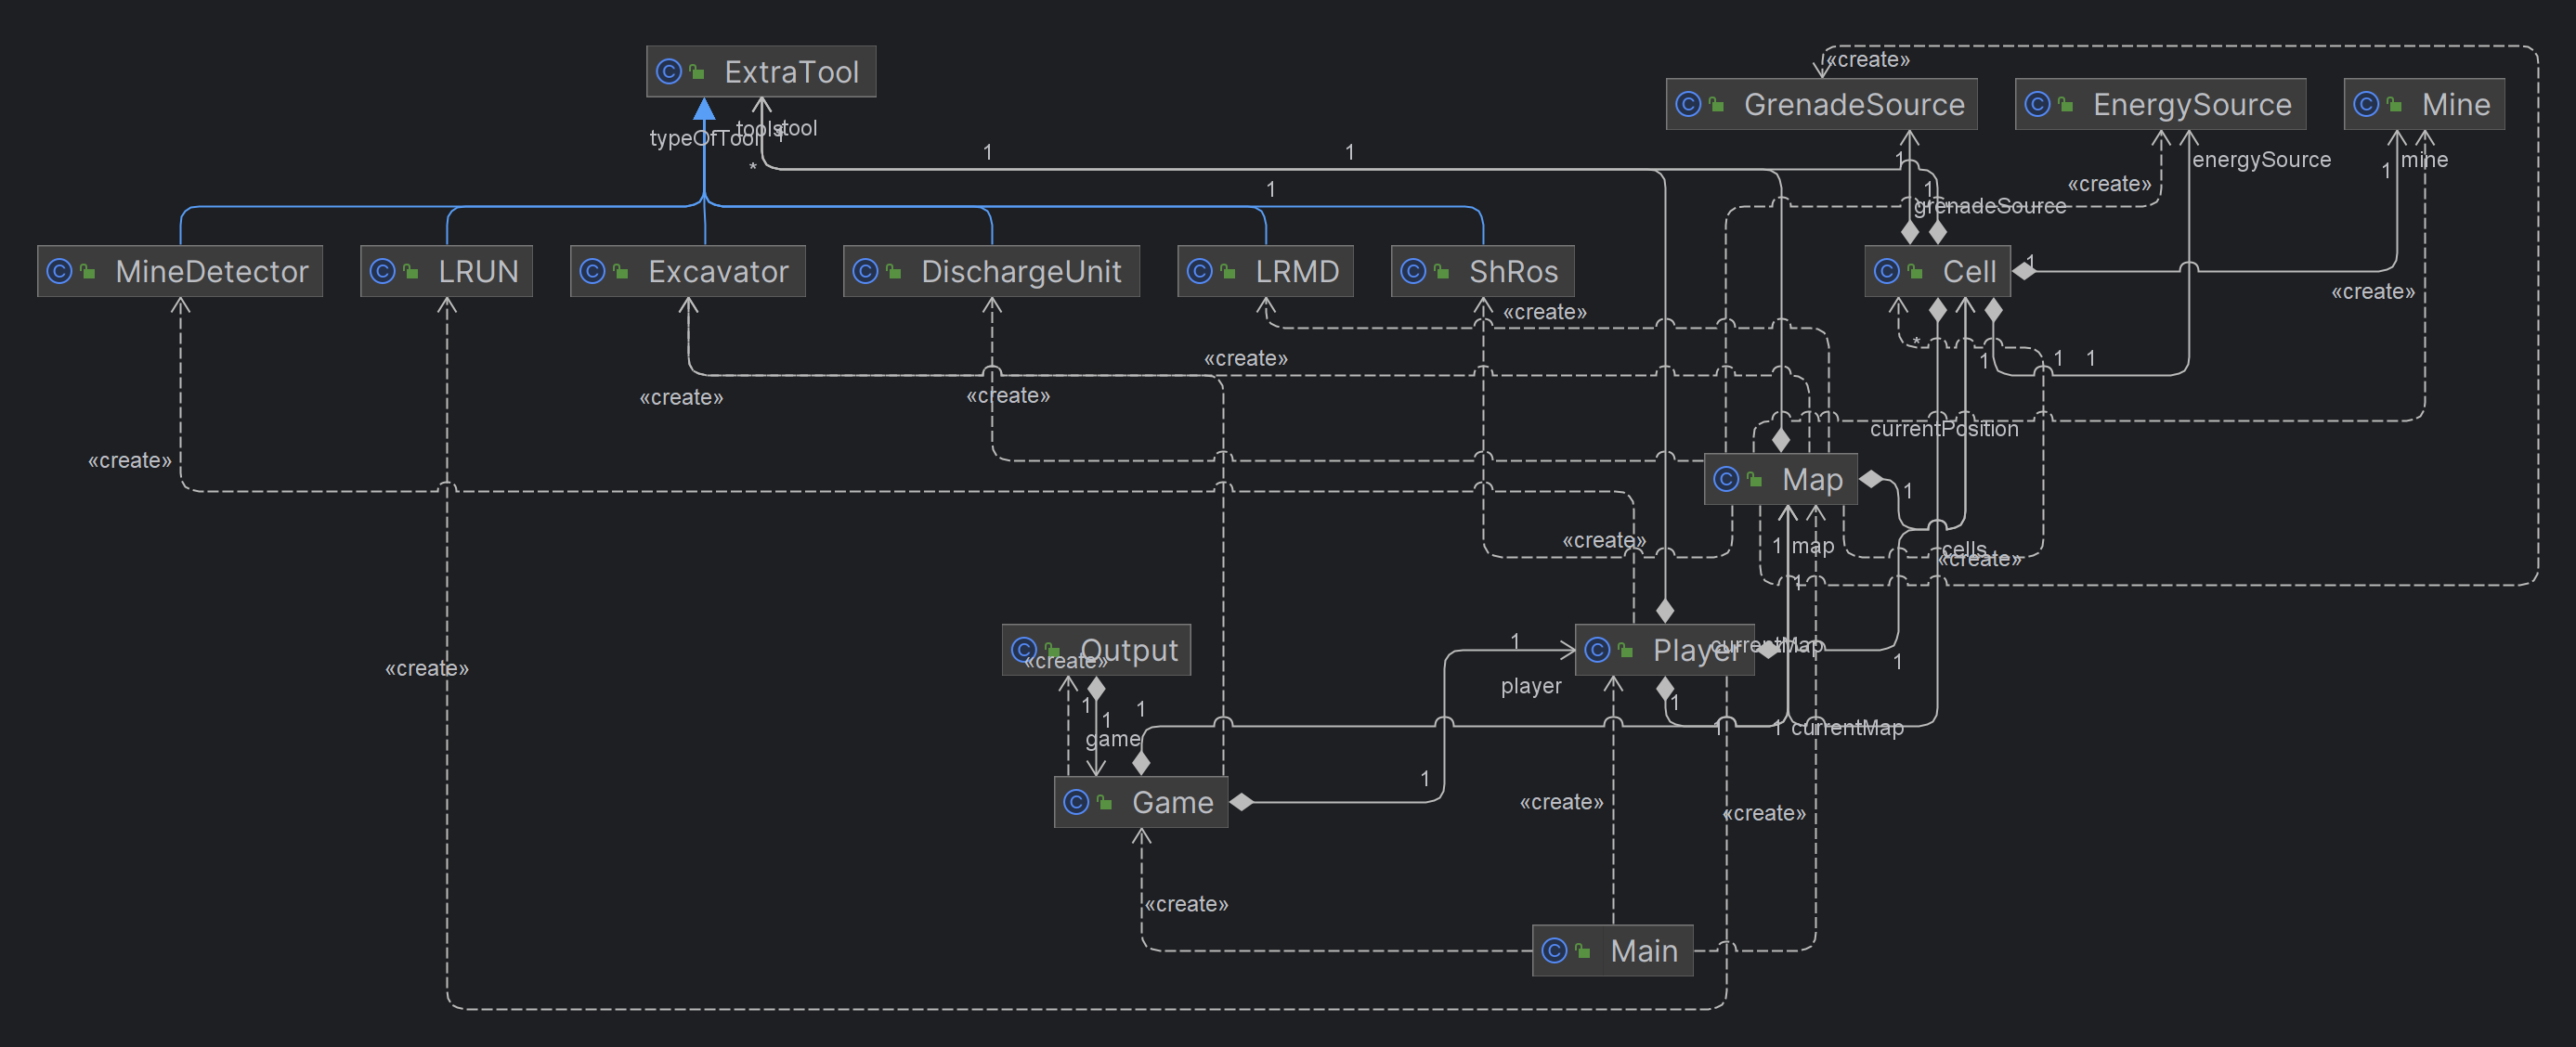 «create»
ExtraTool
GrenadeSource
EnergySource
Mine
tools
tool
typeOfTool
*
1
1
1
1
energySource
mine
1
«create»
1
1
grenadeSource
MineDetector
LRUN
Excavator
DischargeUnit
LRMD
ShRos
Cell
1
«create»
«create»
*
«create»
1
1
1
«create»
«create»
currentPosition
«create»
Map
1
«create»
1
map
cells
«create»
1
Output
«create»
1
Player
currentMap
1
«create»
player
1
1
1
1
game
1
1
currentMap
1
Game
«create»
«create»
«create»
Main